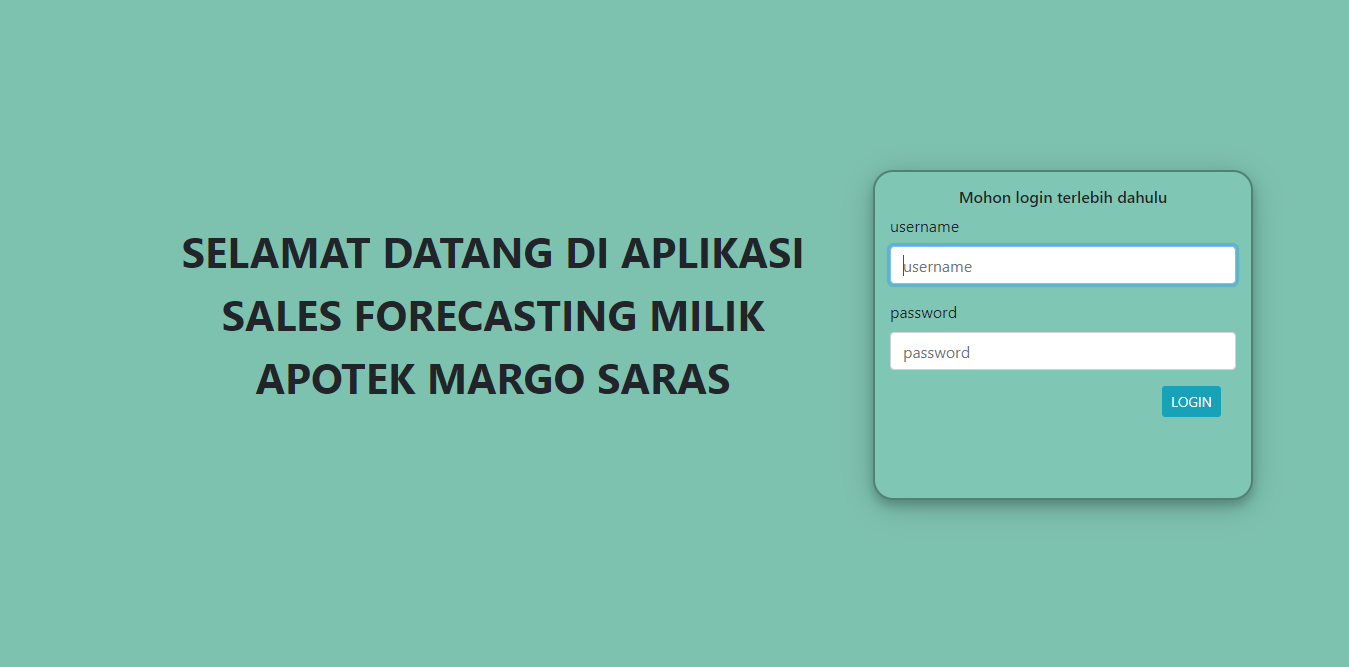 SELAMAT DATANG DI APLIKASI
SALES FORECASTING MILIK
APOTEK MARGO SARAS
Mohon login terlebih dahulu
username
username
password
password
LOGIN